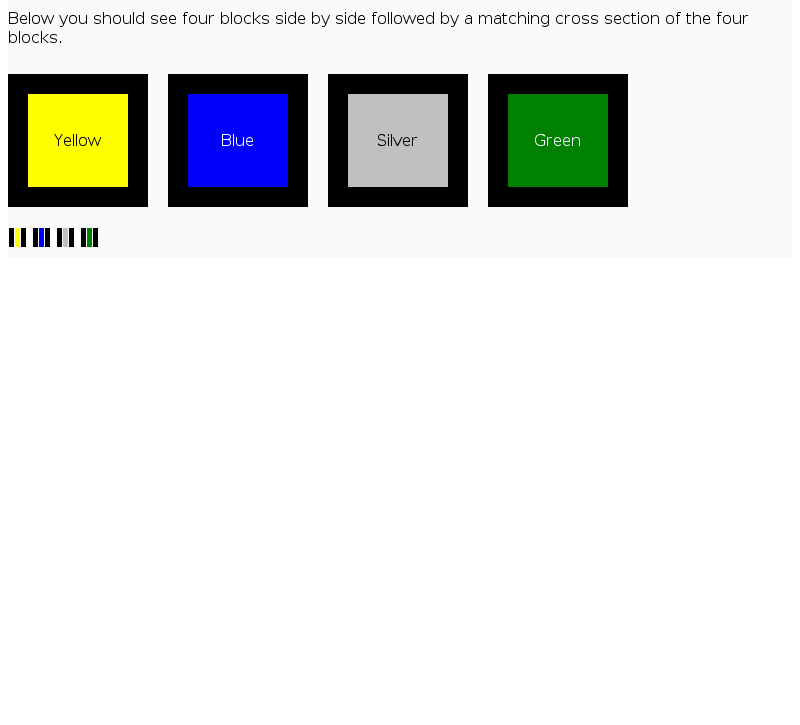 Below you should see four blocks side by side followed by a matching cross section of the four
blocks.
Yellow Blue Silver Green